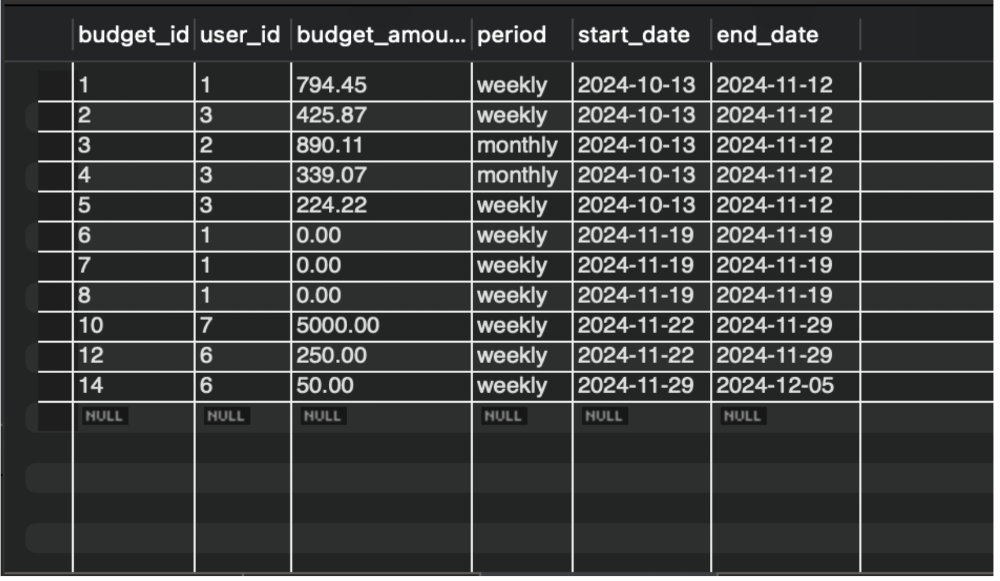 budget_id user_id budget_amou... period start_date end_date
1 1 794.45 weekly 2024-10-13 2024-11-12
2 3 425.87 weekly 2024-10-13 2024-11-12
3 2 890.11 monthly 2024-10-13 2024-11-12
4 3 339.07 monthly 2024-10-13 2024-11-12
5 3 224.22 weekly 2024-10-13 2024-11-12
6 1 0.00 weekly 2024-11-19 2024-11-19
7 1 0.00 weekly 2024-11-19 2024-11-19
8 1 0.00 weekly 2024-11-19 2024-11-19
10 7 5000.00 weekly 2024-11-22 2024-11-29
12 6 250.00 weekly 2024-11-22 2024-11-29
14 6 50.00 weekly 2024-11-29 2024-12-05
NULL NULL NULL NULL NULL NULL